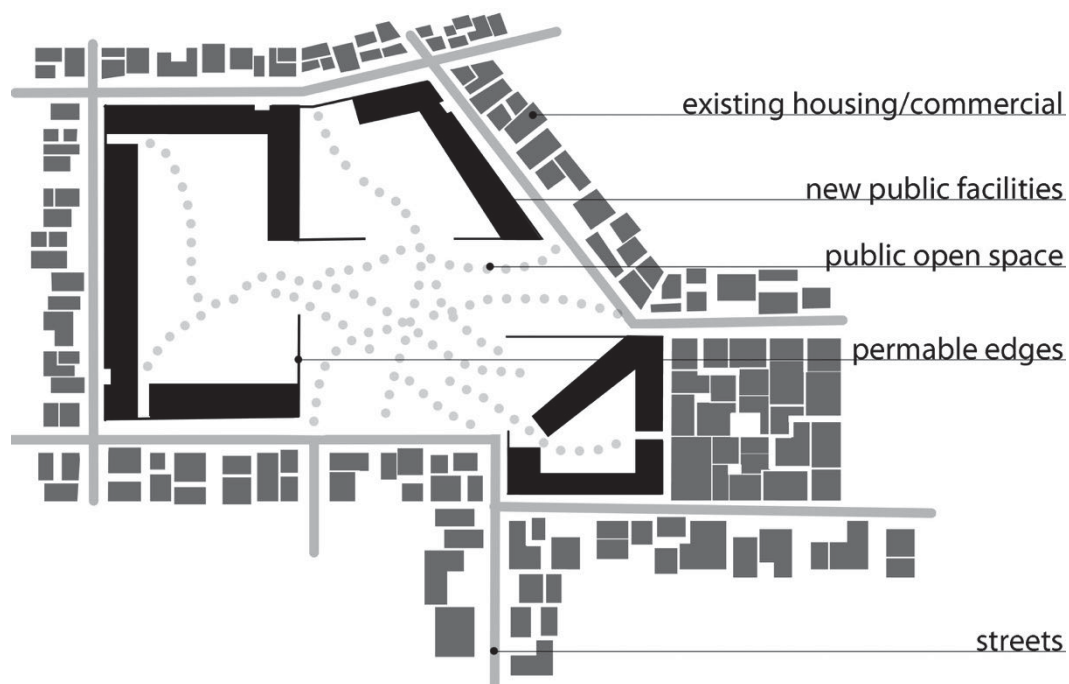 existing housing/commercial
new public facilities
public open space
permable edges
streets